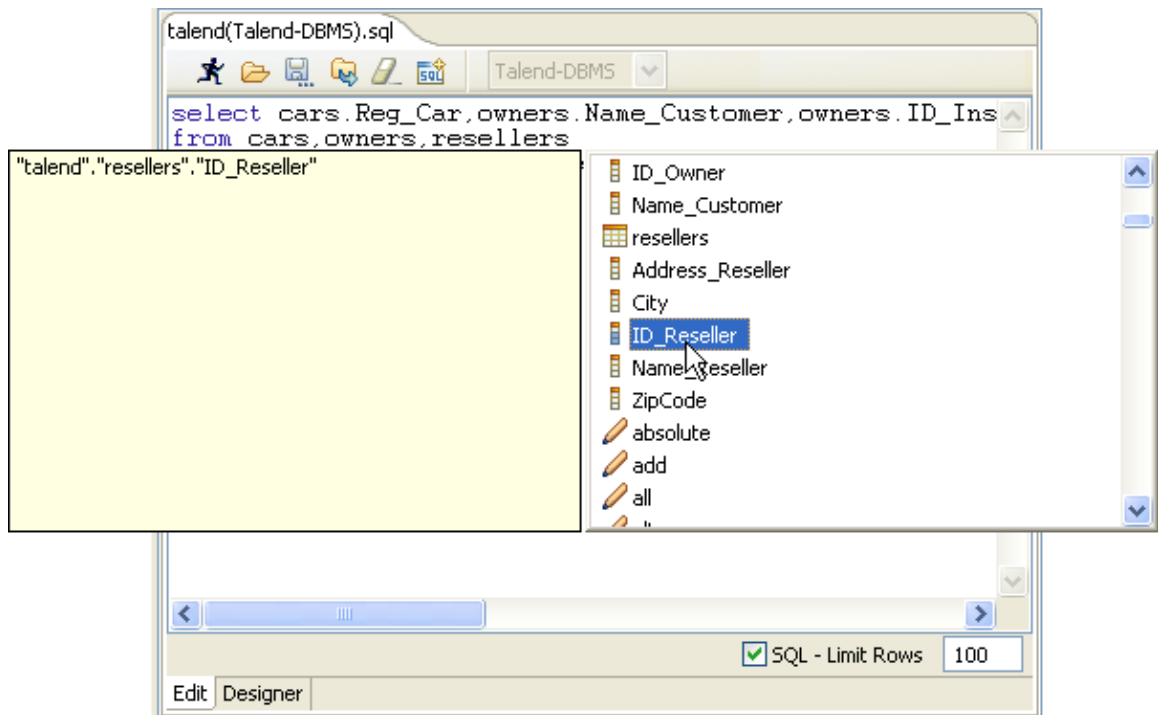 talend(Talend-DBMS).sql
SQL
Talend-DBMS
select cars.Reg_Car,owners.Name_Customer,owners.ID_Ins
from cars,owners,resellers
"talend"."resellers"."ID_Reseller"
ID_Owner
Name_Customer
resellers
Address_Reseller
City
ID_Reseller
Name_Reseller
ZipCode
absolute
add
all
SQL - Limit Rows 100
Edit Designer